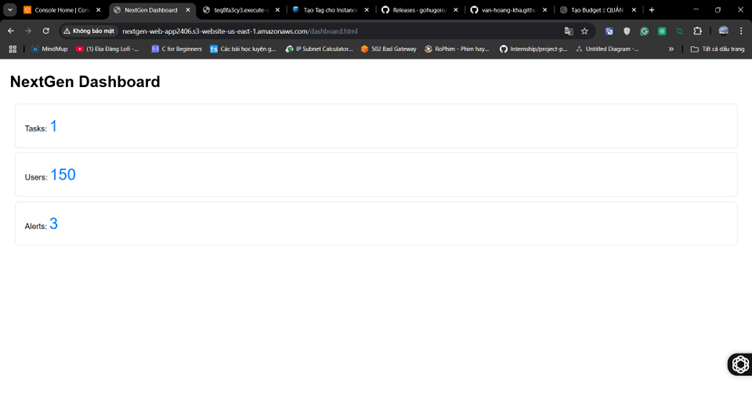 Console Home | Con
NextGen Dashboard
teq8fa3cy3.execute-a
Tạo Tag cho Instance
Releases · gohugoio/
van-hoang-kha.githu
Tạo Budget :: QUẢN
Không bảo mật
nextgen-web-app2406.s3-website-us-east-1.amazonaws.com/dashboard.html
MindMup
(1) Địa Đàng Lofi -...
C for Beginners
Các bài học luyện g...
IP Subnet Calculator...
502 Bad Gateway
RoPhim - Phim hay...
Internship/project-p...
Untitled Diagram -...
Tất cả dấu trang
NextGen Dashboard
Tasks: 1
Users: 150
Alerts: 3